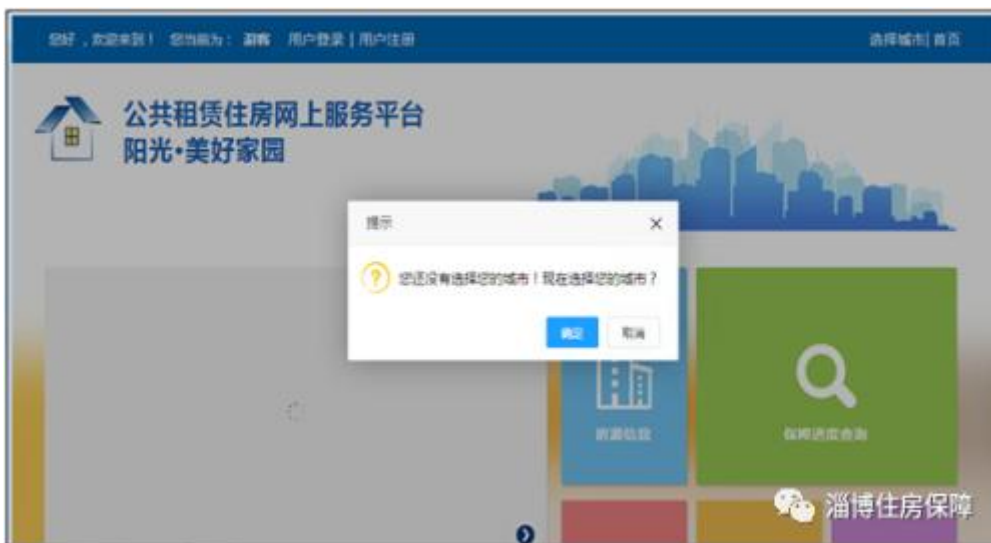 您好，欢迎来到！ 您当前为： 游客 用户登录 | 用户注册
选择城市| 首页
公共租赁住房网上服务平台
阳光•美好家园
提示
您还没有选择您的城市！现在选择您的城市？
确定
取消
房源信息
保障进度查询
淄博住房保障